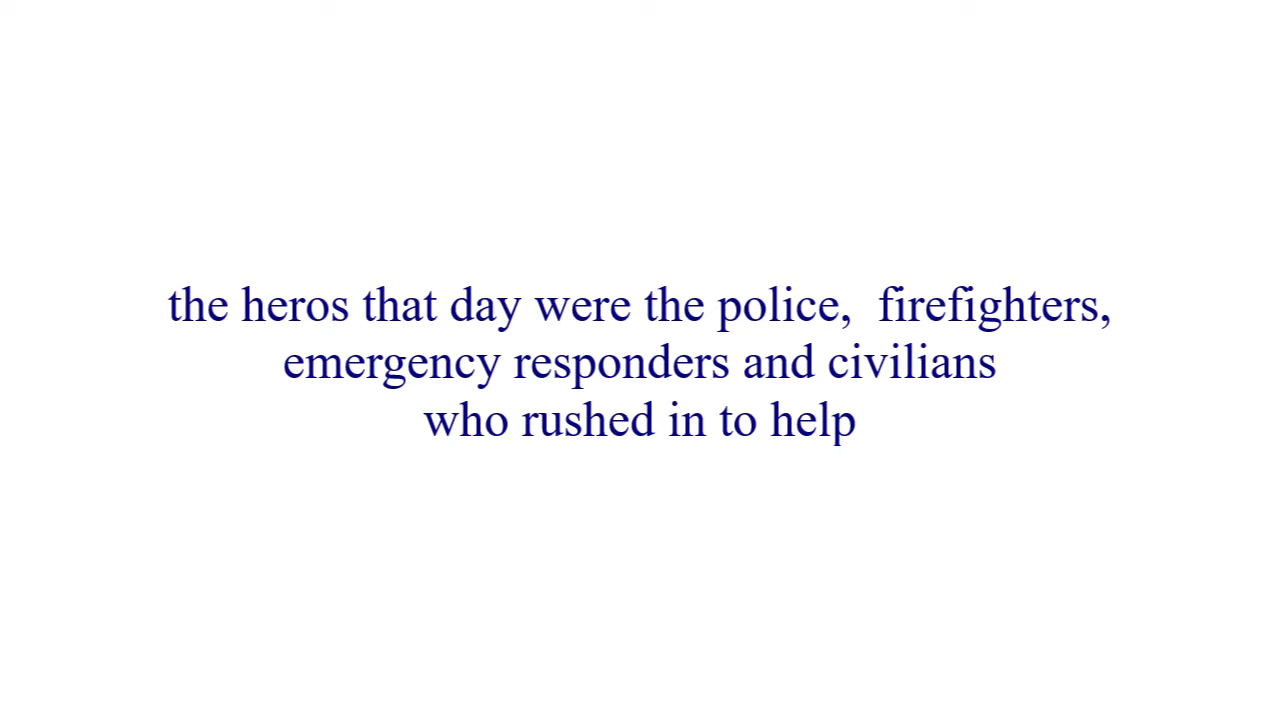 the heros that day were the police,  firefighters,
emergency responders and civilians
who rushed in to help